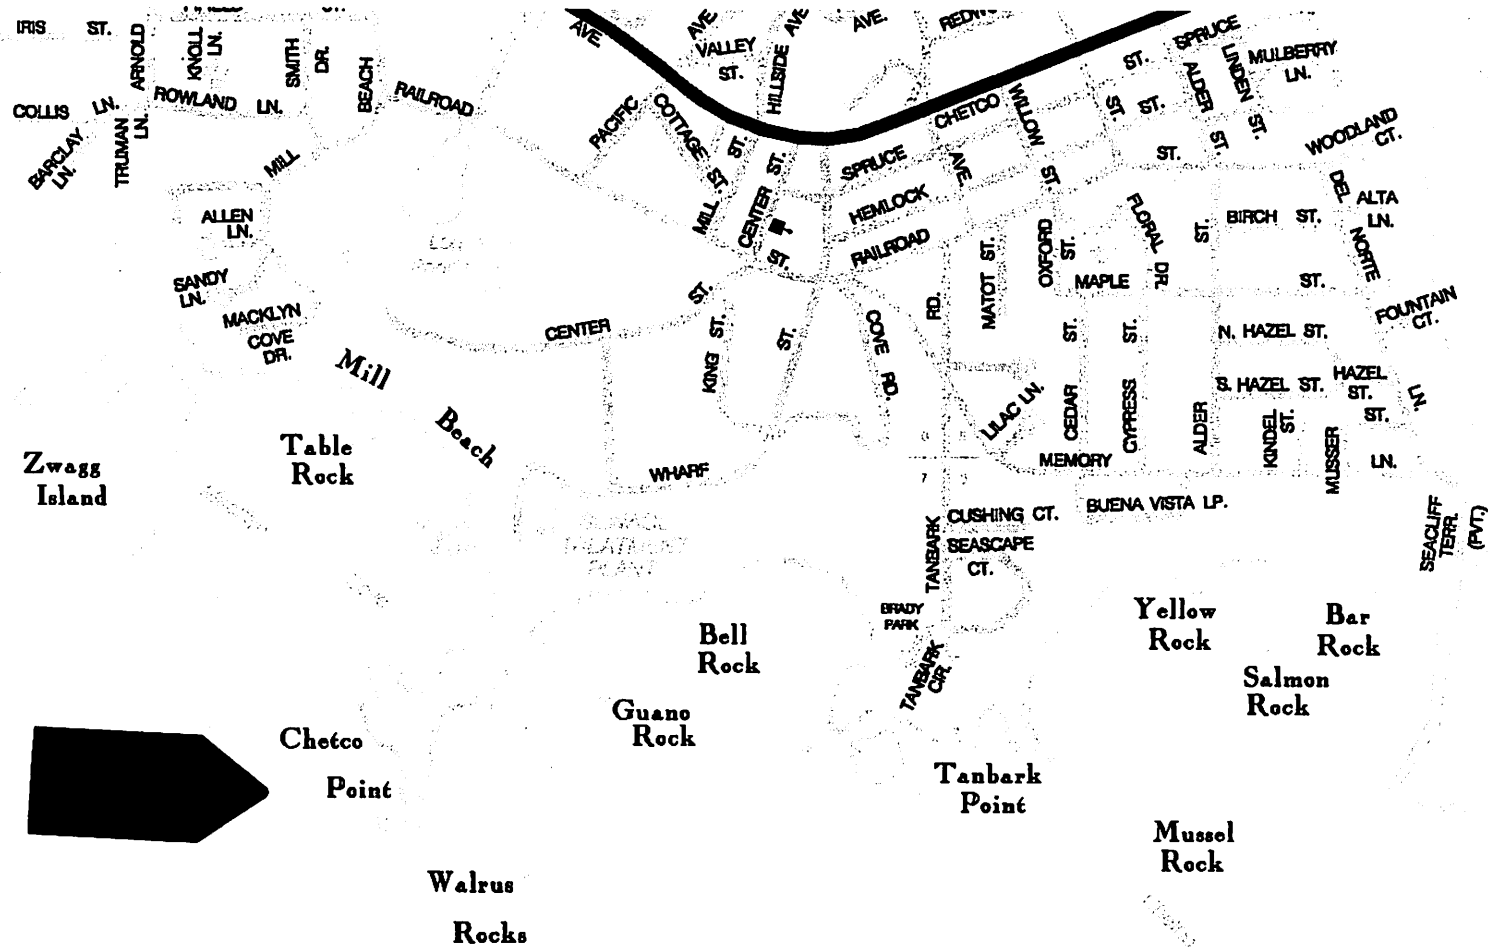 IRIS ST.
ARNOLD LN.
KNOLL LN.
SMITH DR.
BEACH
RAILROAD
COLLIS LN.
ROWLAND LN.
BARCLAY LN.
TRUMAN
MILL
ALLEN LN.
SANDY LN.
MACKLYN
COVE
DR.
AVE.
AVE
VALLEY
ST.
HILLSIDE
AVE
AVE.
PACIFIC
COTTAGE
ST
MILL
ST.
CENTER
ST.
ST.
SPRUCE
HEMLOCK
RAILROAD
CHETCO
AVE.
WILLOW
ST.
ST.
SPRUCE
ST.
ST.
ST.
ALDER
ST.
LINDEN
ST.
MULBERRY
LN.
WOODLAND
CT.
DEL
NORTE
LN.
ALTA
LN.
BIRCH ST.
FLORAL
DR.
ST.
OXFORD
ST.
MATOT ST.
RD.
MAPLE
ST.
FOUNTAIN
CT.
N. HAZEL ST.
S. HAZEL ST.
HAZEL
ST.
ST.
CENTER
ST.
KING ST.
ST.
COVE RD.
LILAC LN.
CEDAR ST.
CYPRESS ST.
ALDER
KINDEL
ST.
MUSSER
MEMORY
LN.
WHARF
BUENA VISTA LP.
CUSHING CT.
SEASCAPE
CT.
TANBARK
SEACLIFF
TERR.
(PVT.)
BRADY
PARK
TANBARK
CIR.
Mill
Beach
Zwagg
Island
Table
Rock
Bell
Rock
Guano
Rock
Yellow
Rock
Bar
Rock
Salmon
Rock
Chetco
Point
Tanbark
Point
Mussel
Rock
Walrus
Rocks